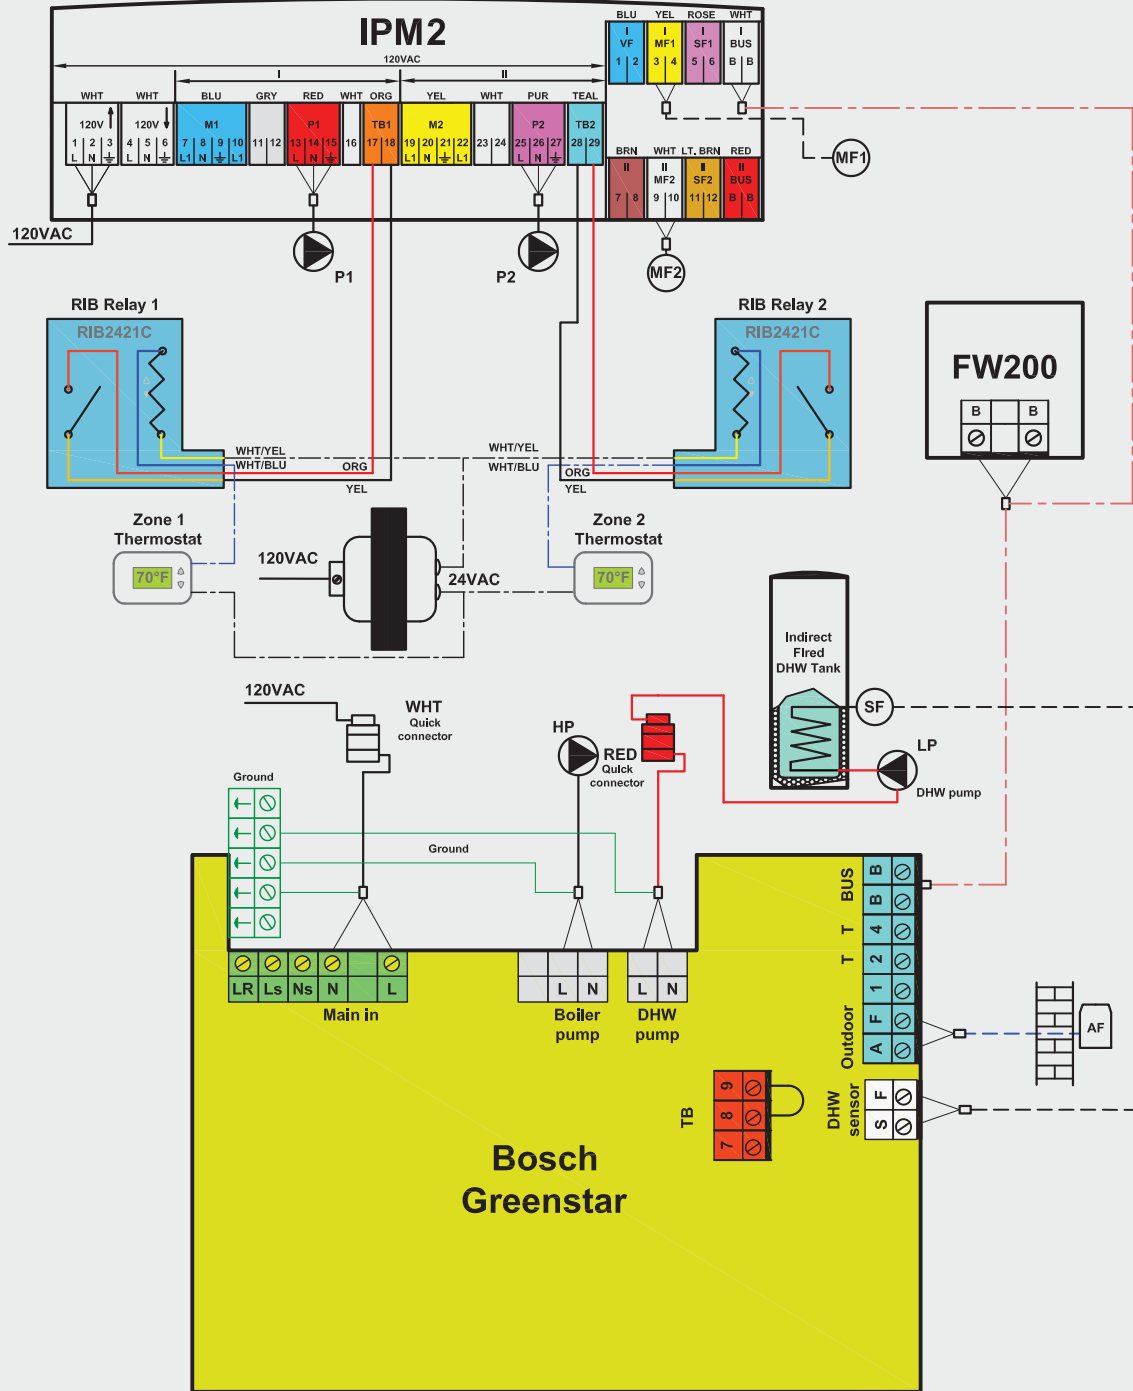 IPM2
120VAC
I II
WHT WHT BLU GRY RED WHT ORG YEL WHT PUR TEAL
120V 120V M1 P1 TB1 M2 P2 TB2
1 2 3 4 5 6 7 8 9 10 11 12 13 14 15 16 17 18 19 20 21 22 23 24 25 26 27 28 29
L N L N L1 N L1 L N L1 N L1 L N
BLU YEL ROSE WHT
I I I I
VF MF1 SF1 BUS
1 2 3 4 5 6 B B
BRN WHT LT. BRN RED
II II II II
MF2 SF2 BUS
7 8 9 10 11 12 B B
MF1
MF2
120VAC
P1
P2
RIB Relay 1
RIB2421C
RIB Relay 2
RIB2421C
FW200
B B
WHT/YEL
WHT/BLU
ORG
YEL
WHT/YEL
WHT/BLU
ORG
YEL
Zone 1
Thermostat
70°F
120VAC
24VAC
Zone 2
Thermostat
70°F
Indirect
FIred
DHW Tank
SF
LP
DHW pump
120VAC
WHT
Quick
connector
HP
RED
Quick
connector
Ground
Ground
LR Ls Ns N L
Main in
L N
Boiler
pump
L N
DHW
pump
BUS
B
B
T
4
T
2
1
Outdoor
F
A
AF
DHW
sensor
F
S
TB
9
8
7
Bosch
Greenstar